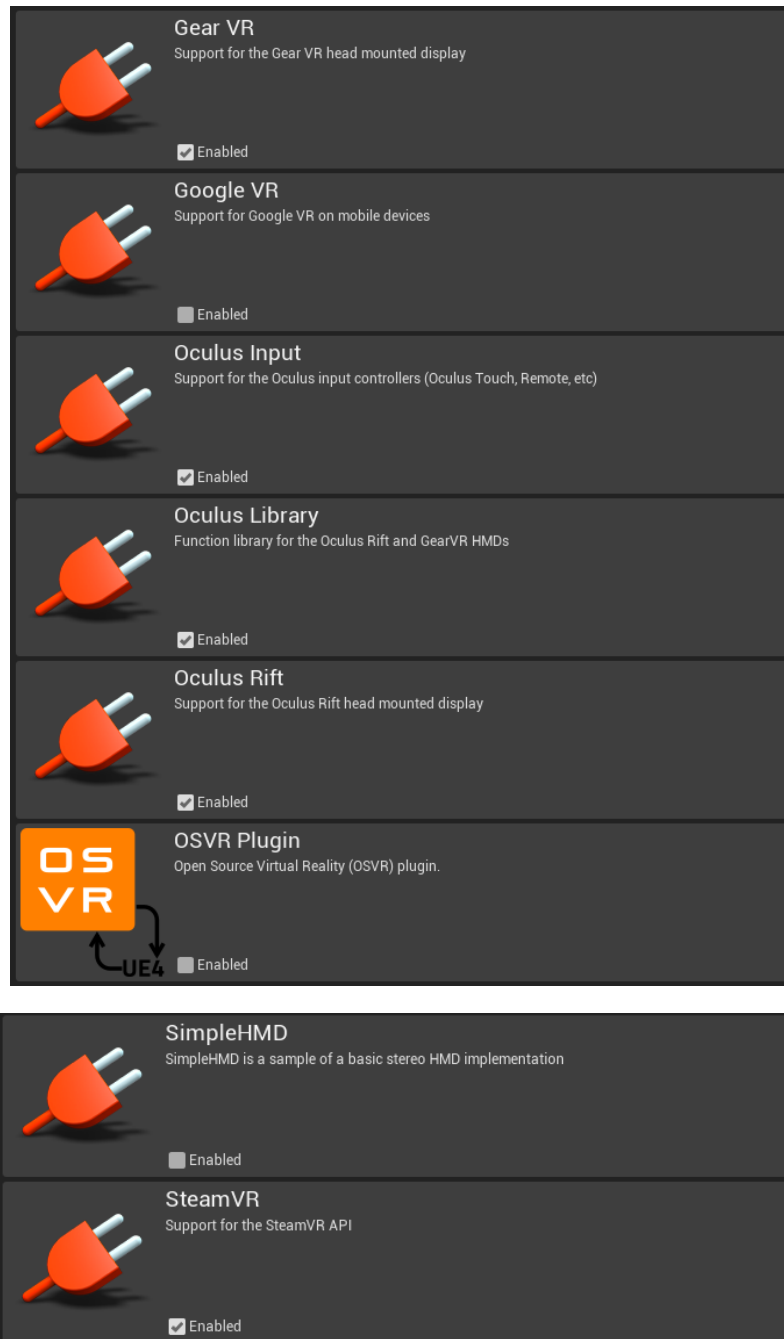 Gear VR
Support for the Gear VR head mounted display
Enabled
Google VR
Support for Google VR on mobile devices
Enabled
Oculus Input
Support for the Oculus input controllers (Oculus Touch, Remote, etc)
Enabled
Oculus Library
Function library for the Oculus Rift and GearVR HMDs
Enabled
Oculus Rift
Support for the Oculus Rift head mounted display
Enabled
OS
VR
UE4
OSVR Plugin
Open Source Virtual Reality (OSVR) plugin.
Enabled
SimpleHMD
SimpleHMD is a sample of a basic stereo HMD implementation
Enabled
SteamVR
Support for the SteamVR API
Enabled